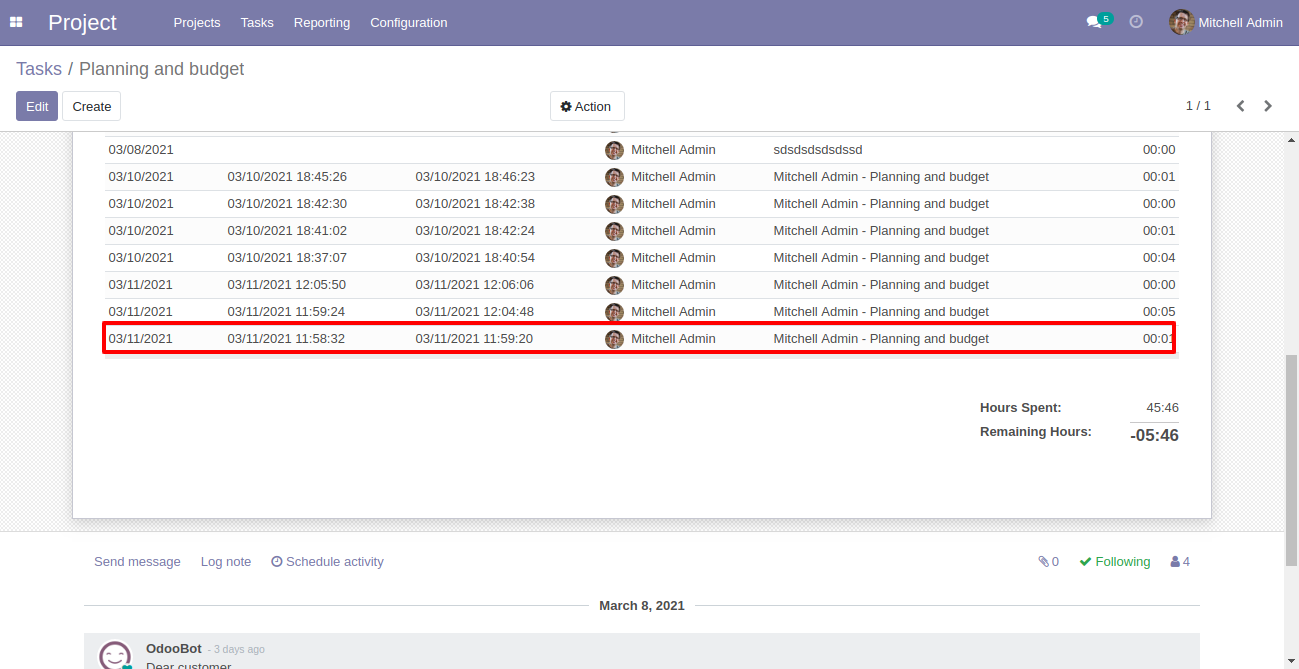 Project Projects Tasks Reporting Configuration 5 Mitchell Admin
Tasks / Planning and budget
Edit Create Action 1 / 1
03/08/2021 Mitchell Admin sdsdsdsdsdssd 00:00
03/10/2021 03/10/2021 18:45:26 03/10/2021 18:46:23 Mitchell Admin Mitchell Admin - Planning and budget 00:01
03/10/2021 03/10/2021 18:42:30 03/10/2021 18:42:38 Mitchell Admin Mitchell Admin - Planning and budget 00:00
03/10/2021 03/10/2021 18:41:02 03/10/2021 18:42:24 Mitchell Admin Mitchell Admin - Planning and budget 00:01
03/10/2021 03/10/2021 18:37:07 03/10/2021 18:40:54 Mitchell Admin Mitchell Admin - Planning and budget 00:04
03/11/2021 03/11/2021 12:05:50 03/11/2021 12:06:06 Mitchell Admin Mitchell Admin - Planning and budget 00:00
03/11/2021 03/11/2021 11:59:24 03/11/2021 12:04:48 Mitchell Admin Mitchell Admin - Planning and budget 00:05
03/11/2021 03/11/2021 11:58:32 03/11/2021 11:59:20 Mitchell Admin Mitchell Admin - Planning and budget 00:01
Hours Spent: 45:46
Remaining Hours: -05:46
Send message Log note Schedule activity 0 Following 4
March 8, 2021
OdooBot - 3 days ago
Dear customer